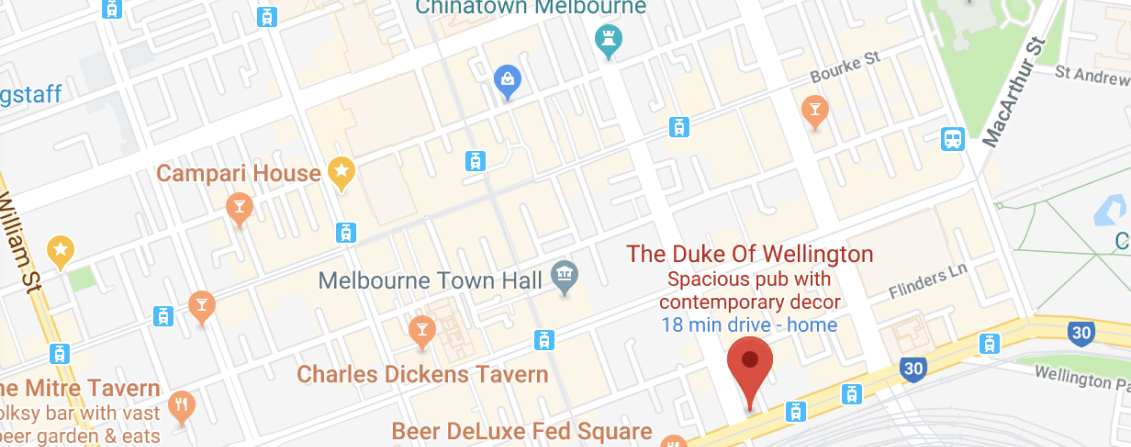 Chinatown Melbourne
Bourke St
MacArthur St
St Andrew
gstaff
Campari House
William St
The Duke Of Wellington
Spacious pub with
contemporary decor
18 min drive - home
Melbourne Town Hall
Flinders Ln
30
30
Charles Dickens Tavern
ne Mitre Tavern
olksy bar with vast
beer garden & eats
Wellington Pa
Beer DeLuxe Fed Square
C